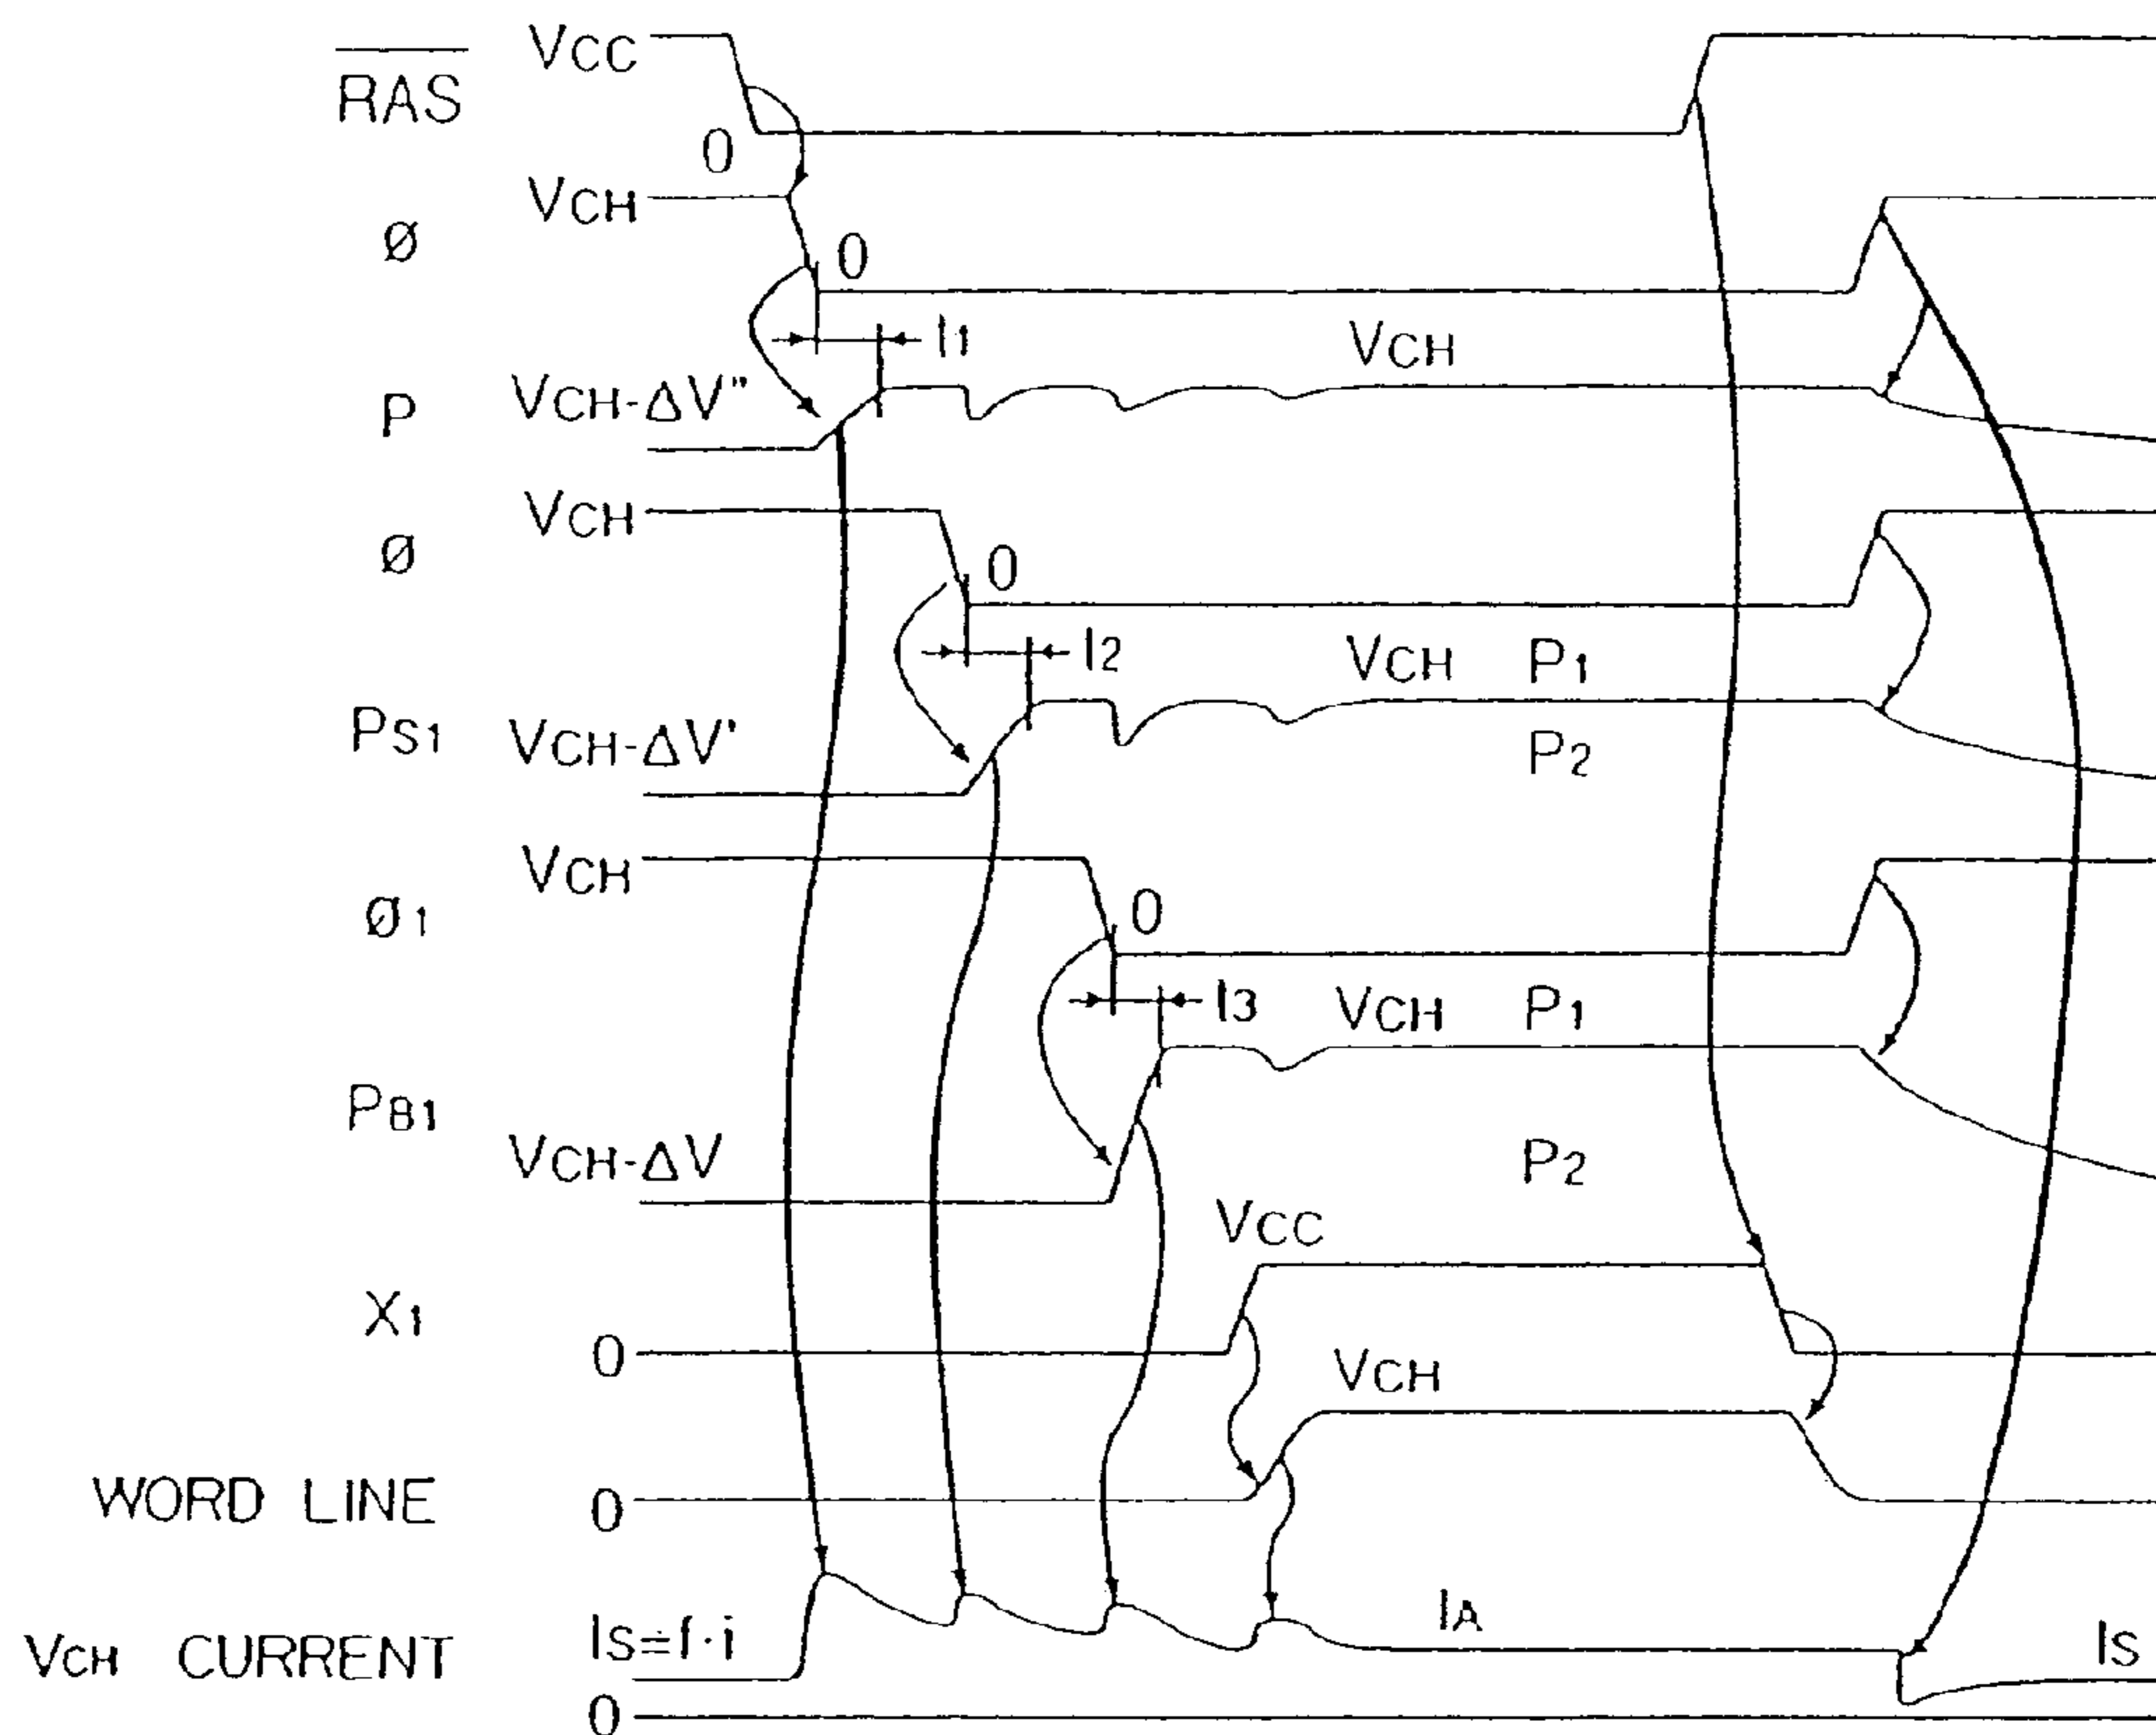 VCC
RAS
0
VCH
Ø
0
I1
VCH
P VCH-ΔV"
VCH
Ø
0
I2
VCH P1
PS1 VCH-ΔV'
P2
VCH
Ø1
0
I3
VCH P1
PB1
VCH-ΔV
P2
VCC
X1
0
VCH
WORD LINE 0
IA
VCH CURRENT IS≒f·i
IS
0